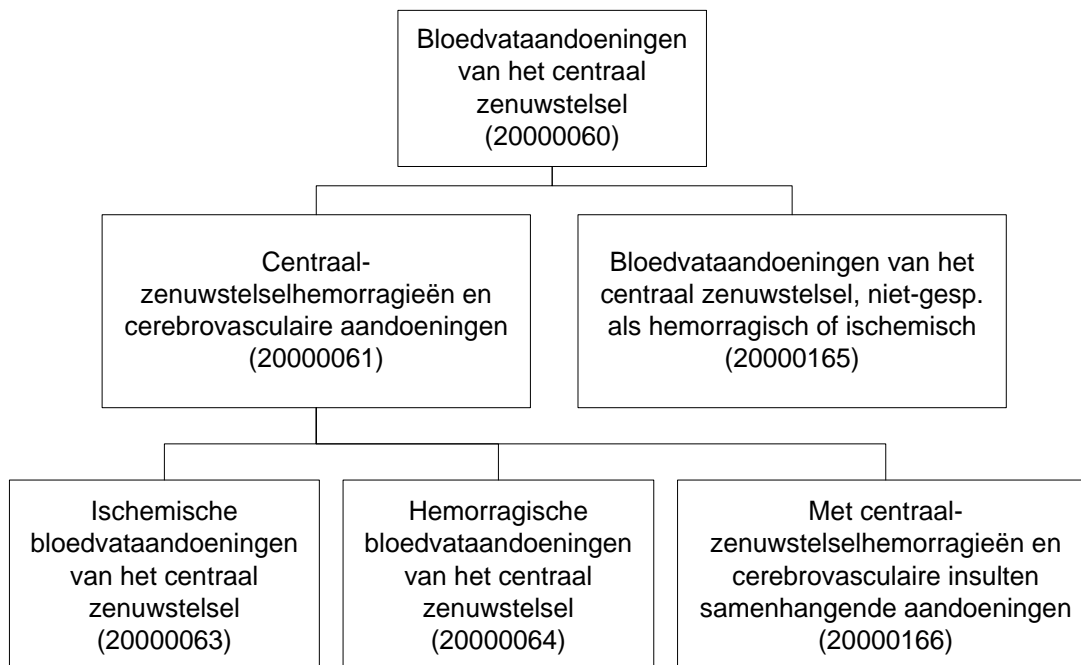 Bloedvataandoeningen
van het centraal
zenuwstelsel
(20000060)
Centraal-
zenuwstelselhemorragieën en
cerebrovasculaire aandoeningen
(20000061)
Bloedvataandoeningen van het
centraal zenuwstelsel, niet-gesp.
als hemorragisch of ischemisch
(20000165)
Ischemische
bloedvataandoeningen
van het centraal
zenuwstelsel
(20000063)
Hemorragische
bloedvataandoeningen
van het centraal
zenuwstelsel
(20000064)
Met centraal-
zenuwstelselhemorragieën en
cerebrovasculaire insulten
samenhangende aandoeningen
(20000166)